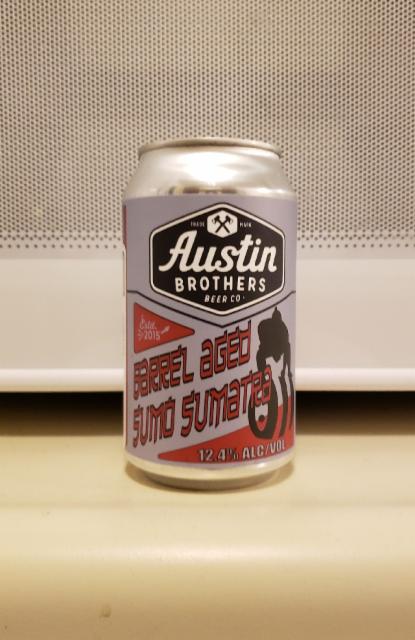 TRADE MARK
Austin
BROTHERS
BEER CO.
Estd.
2015
BARREL AGED
SUMO SUMATRA
12.4% ALC/VOL